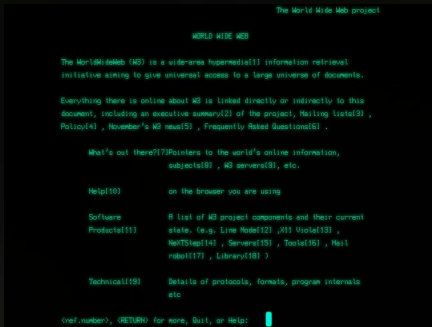 The World Wide Web project
WORLD WIDE WEB
The WorldWideWeb (W3) is a wide-area hypermedia[1] information retrieval
initiative aiming to give universal access to a large universe of documents.
Everything there is online about W3 is linked directly or indirectly to this
document, including an executive summary[2] of the project, Mailing lists[3] ,
Policy[4] , November's W3 news[5] , Frequently Asked Questions[6] .
What's out there?[7]Pointers to the world's online information,
subjects[8] , W3 servers[9], etc.
Help[10] on the browser you are using
Software A list of W3 project components and their current
Products[11] state. (e.g. Line Mode[12] ,X11 Viola[13] ,
NeXTStep[14] , Servers[15] , Tools[16] , Mail
robot[17] , Library[18] )
Technical[19] Details of protocols, formats, program internals
etc
<ref.number>, <RETURN> for more, Quit, or Help: